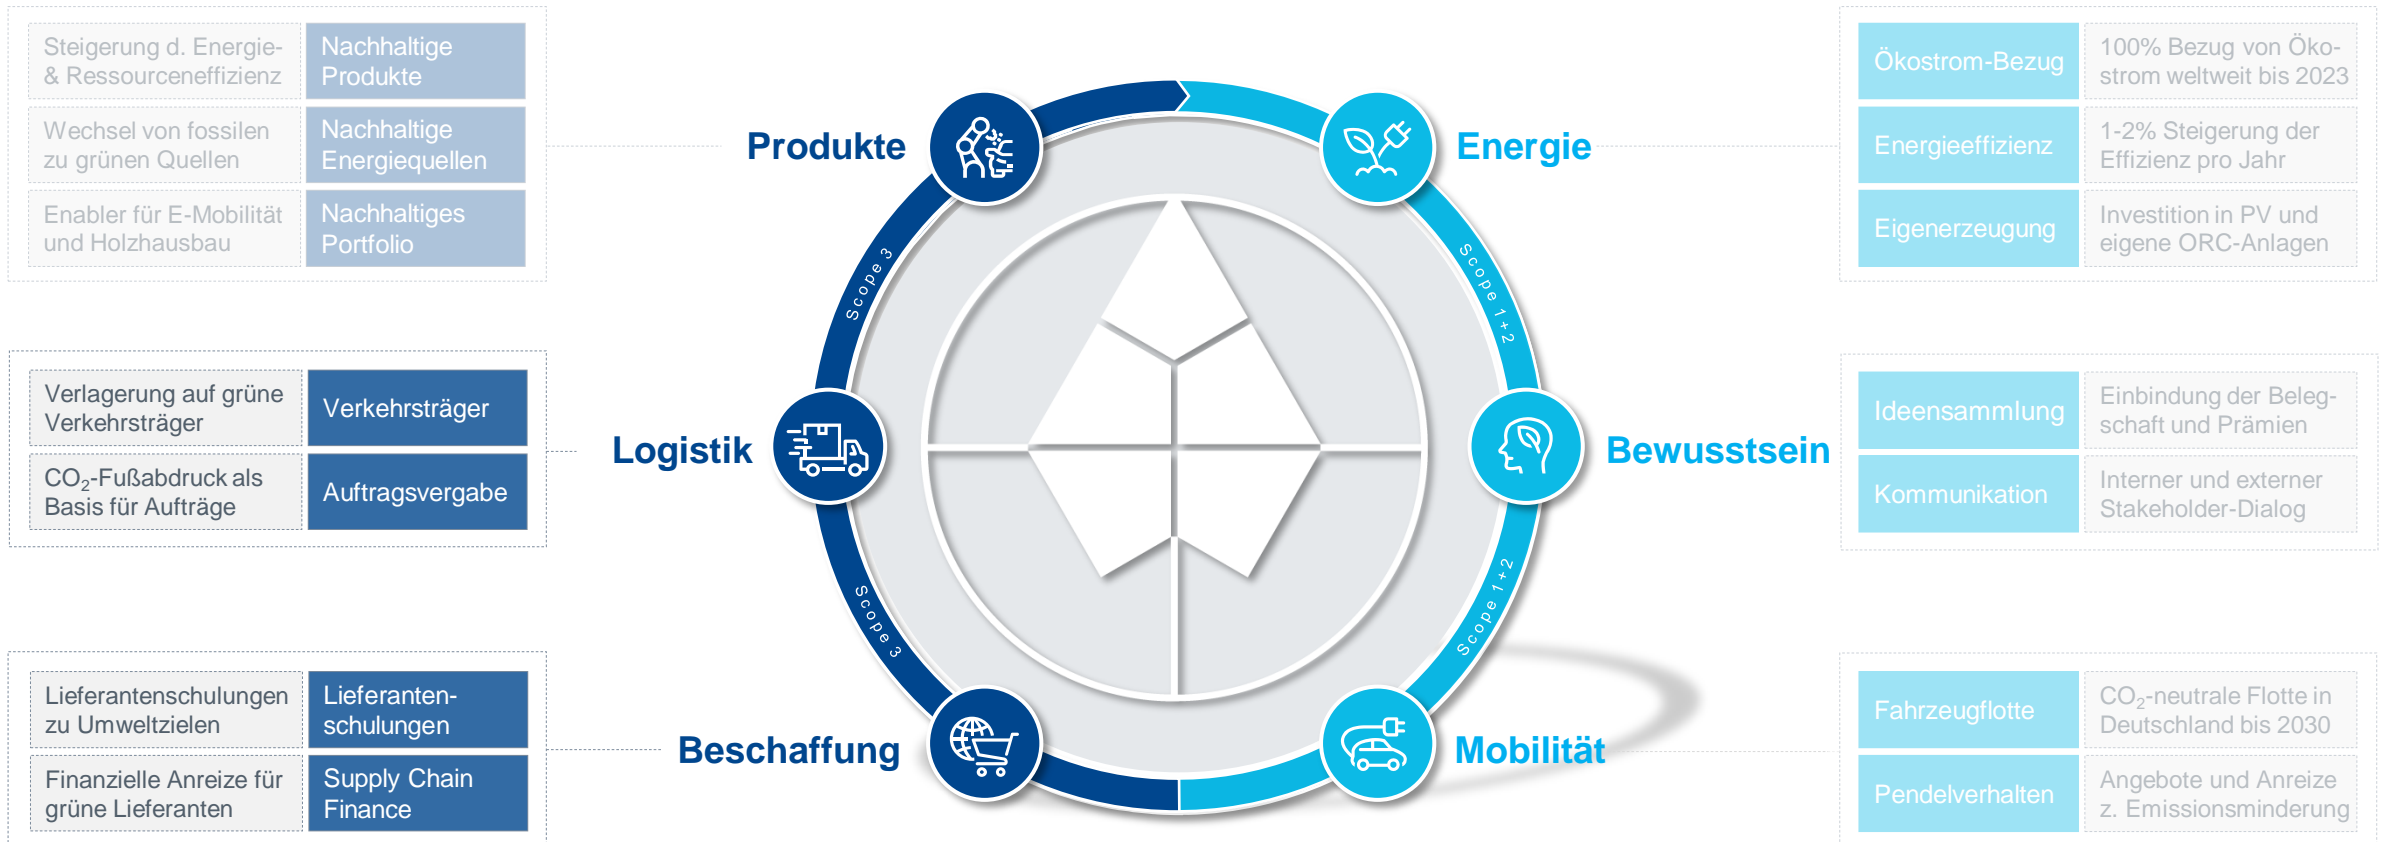 Steigerung d. Energie-
& Ressourceneffizienz
Nachhaltige
Produkte
Wechsel von fossilen
zu grünen Quellen
Nachhaltige
Energiequellen
Enabler für E-Mobilität
und Holzhausbau
Nachhaltiges
Portfolio
Produkte
Energie
Ökostrom-Bezug
100% Bezug von Öko-
strom weltweit bis 2023
Energieeffizienz
1-2% Steigerung der
Effizienz pro Jahr
Eigenerzeugung
Investition in PV und
eigene ORC-Anlagen
Scope 3
Scope 1+2
Verlagerung auf grüne
Verkehrsträger
Verkehrsträger
CO₂-Fußabdruck als
Basis für Aufträge
Auftragsvergabe
Logistik
Bewusstsein
Ideensammlung
Einbindung der Beleg-
schaft und Prämien
Kommunikation
Interner und externer
Stakeholder-Dialog
Scope 3
Scope 1+2
Lieferantenschulungen
zu Umweltzielen
Lieferanten-
schulungen
Finanzielle Anreize für
grüne Lieferanten
Supply Chain
Finance
Beschaffung
Mobilität
Fahrzeugflotte
CO₂-neutrale Flotte in
Deutschland bis 2030
Pendelverhalten
Angebote und Anreize
z. Emissionsminderung